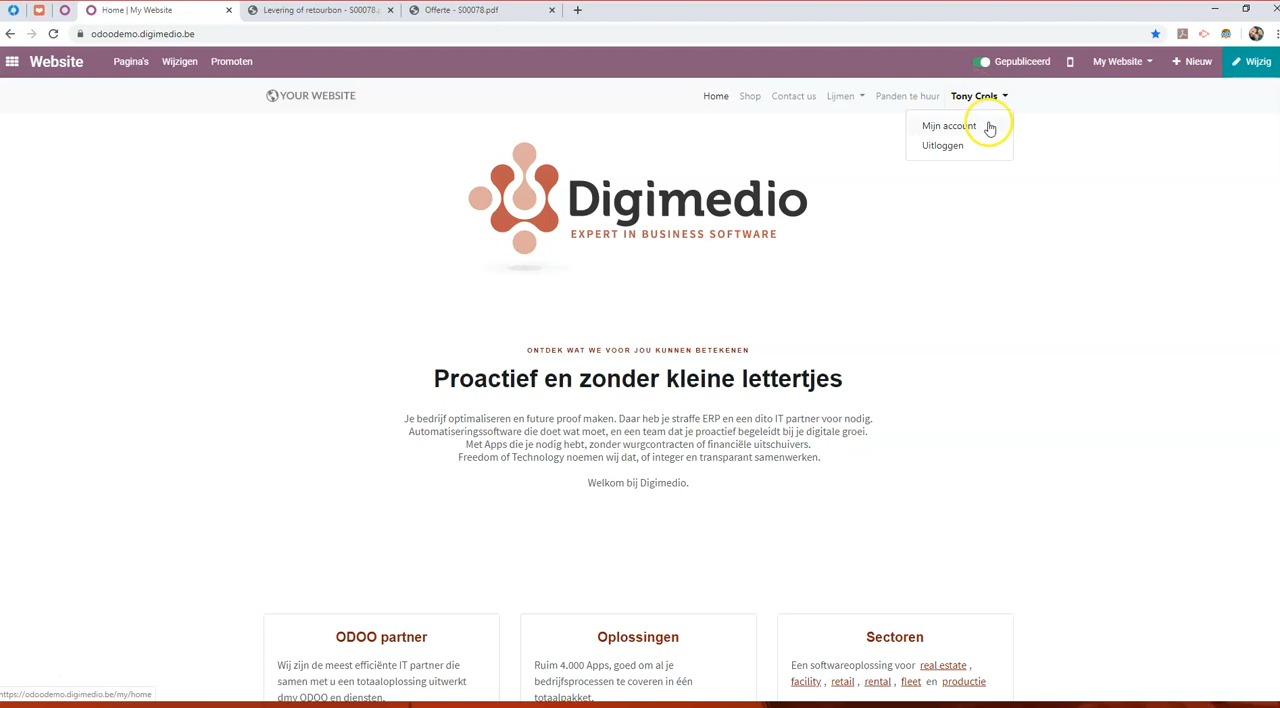 Home | My Website
Levering of retourbon - S00078.p
Offerte - S00078.pdf
odoodemo.digimedio.be
Website
Pagina's
Wijzigen
Promoten
Gepubliceerd
My Website
Nieuw
Wijzig
YOUR WEBSITE
Home
Shop
Contact us
Lijmen
Panden te huur
Tony Crols
Mijn account
Uitloggen
Digimedio
EXPERT IN BUSINESS SOFTWARE
ONTDEK WAT WE VOOR JOU KUNNEN BETEKENEN
Proactief en zonder kleine lettertjes
Je bedrijf optimaliseren en future proof maken. Daar heb je straffe ERP en een dito IT partner voor nodig.
Automatiseringssoftware die doet wat moet, en een team dat je proactief begeleidt bij je digitale groei.
Met Apps die je nodig hebt, zonder wurgcontracten of financiële uitschuivers.
Freedom of Technology noemen wij dat, of integer en transparant samenwerken.
Welkom bij Digimedio.
ODOO partner
Wij zijn de meest efficiënte IT partner die
samen met u een totaaloplossing uitwerkt
dmv ODOO en diensten.
Oplossingen
Ruim 4.000 Apps, goed om al je
bedrijfsprocessen te coveren in één
totaalpakket.
Sectoren
Een softwareoplossing voor real estate ,
facility , retail , rental , fleet en productie
https://odoodemo.digimedio.be/my/home